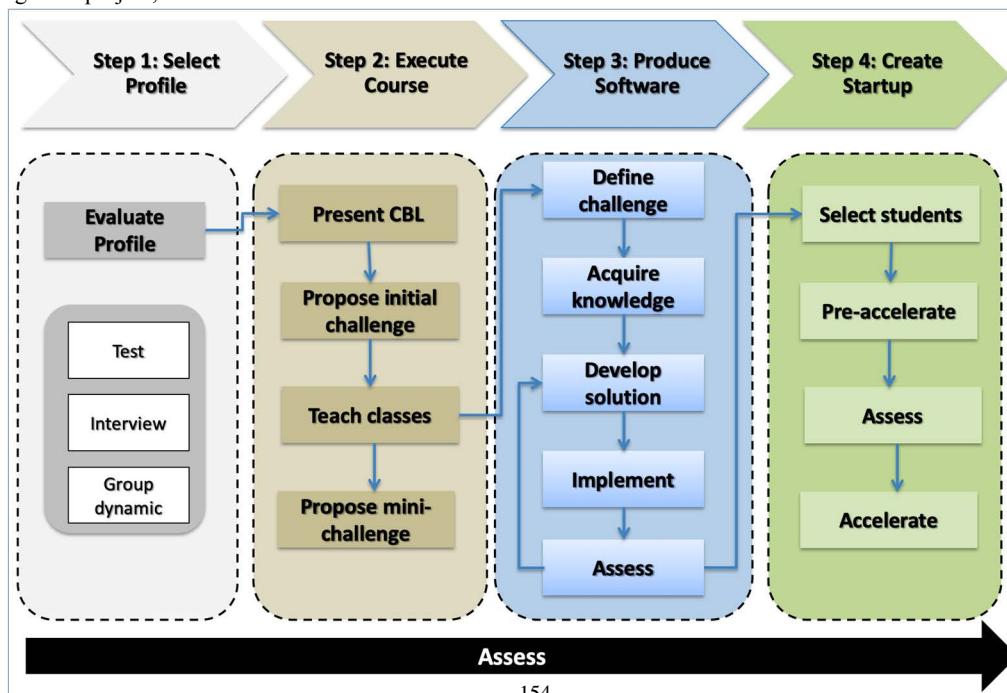 Step 1: Select
Profile
Step 2: Execute
Course
Step 3: Produce
Software
Step 4: Create
Startup
Evaluate
Profile
Test
Interview
Group
dynamic
Present CBL
Propose initial
challenge
Teach classes
Propose mini-
challenge
Define
challenge
Acquire
knowledge
Develop
solution
Implement
Assess
Select students
Pre-accelerate
Assess
Accelerate
Assess
154